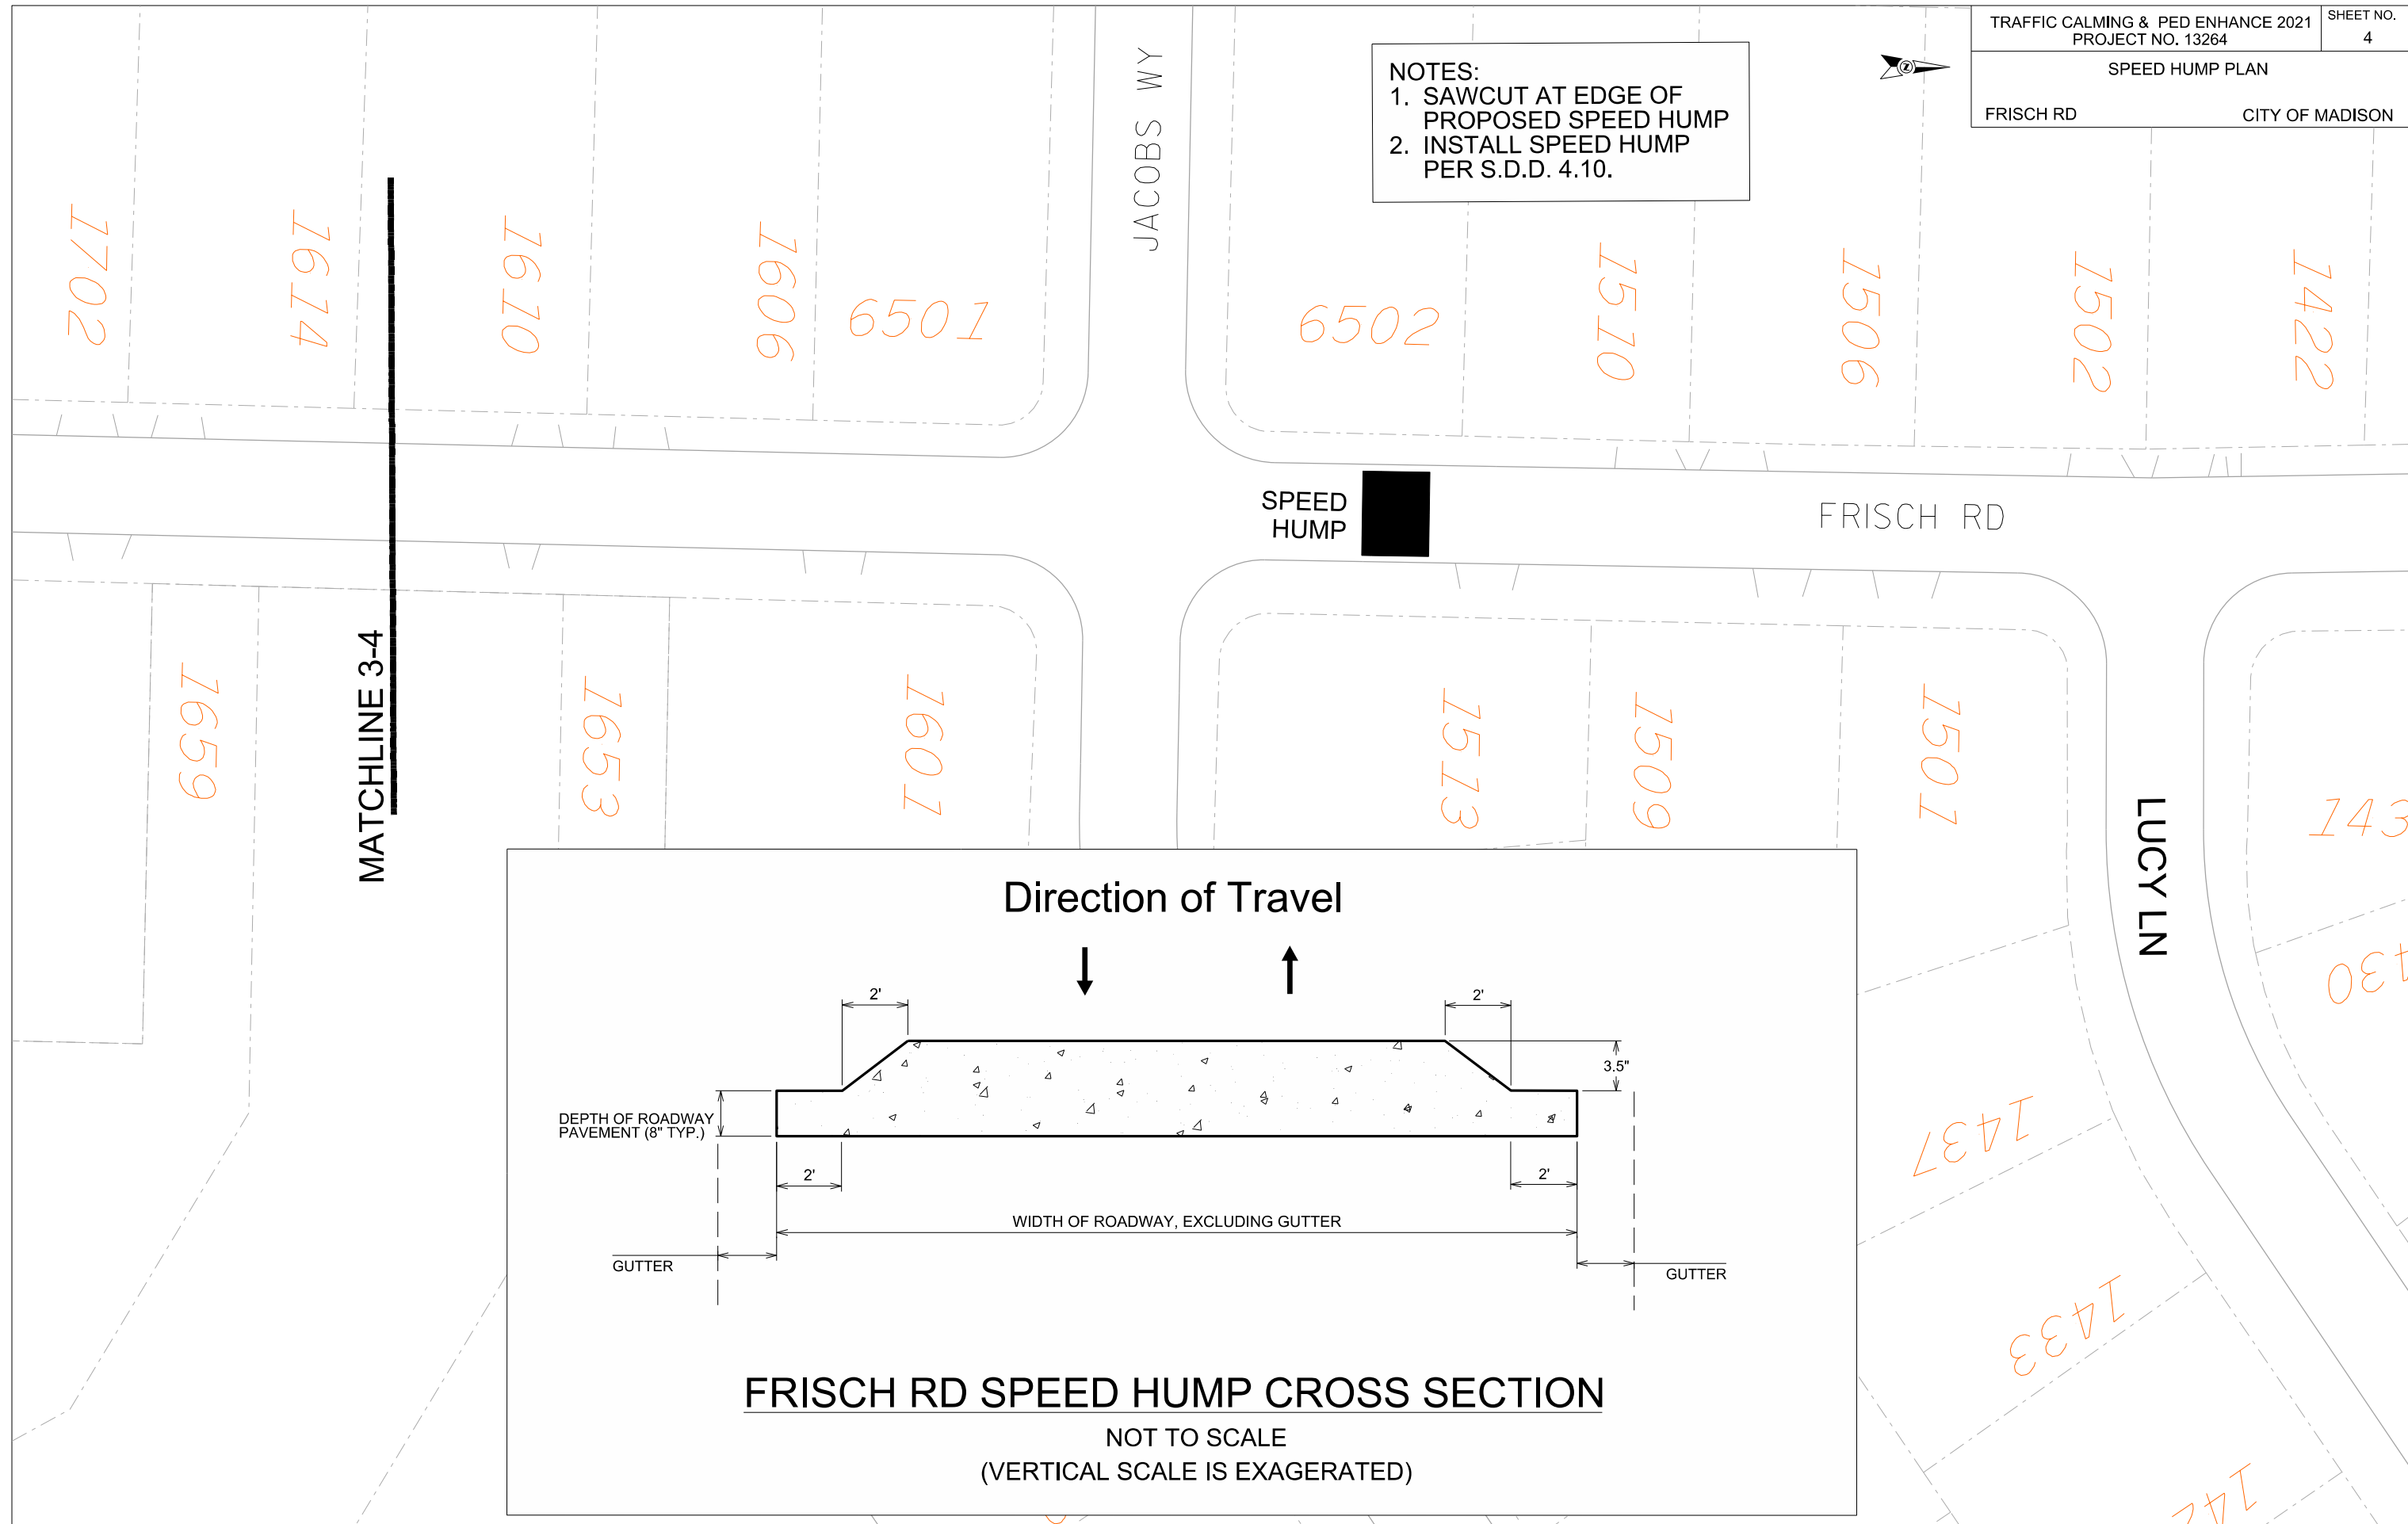 TRAFFIC CALMING & PED ENHANCE 2021
PROJECT NO. 13264
SHEET NO.
4
SPEED HUMP PLAN
FRISCH RD
CITY OF MADISON
NOTES:
1. SAWCUT AT EDGE OF
PROPOSED SPEED HUMP
2. INSTALL SPEED HUMP
PER S.D.D. 4.10.
JACOBS WY
1702
1614
1610
1606
6501
6502
1510
1506
1502
1422
SPEED
HUMP
FRISCH RD
MATCHLINE 3-4
1659
1653
1601
1513
1509
1501
LUCY LN
143
430
1437
1433
142
Direction of Travel
2'
2'
3.5"
DEPTH OF ROADWAY
PAVEMENT (8" TYP.)
2'
2'
WIDTH OF ROADWAY, EXCLUDING GUTTER
GUTTER
GUTTER
FRISCH RD SPEED HUMP CROSS SECTION
NOT TO SCALE
(VERTICAL SCALE IS EXAGERATED)